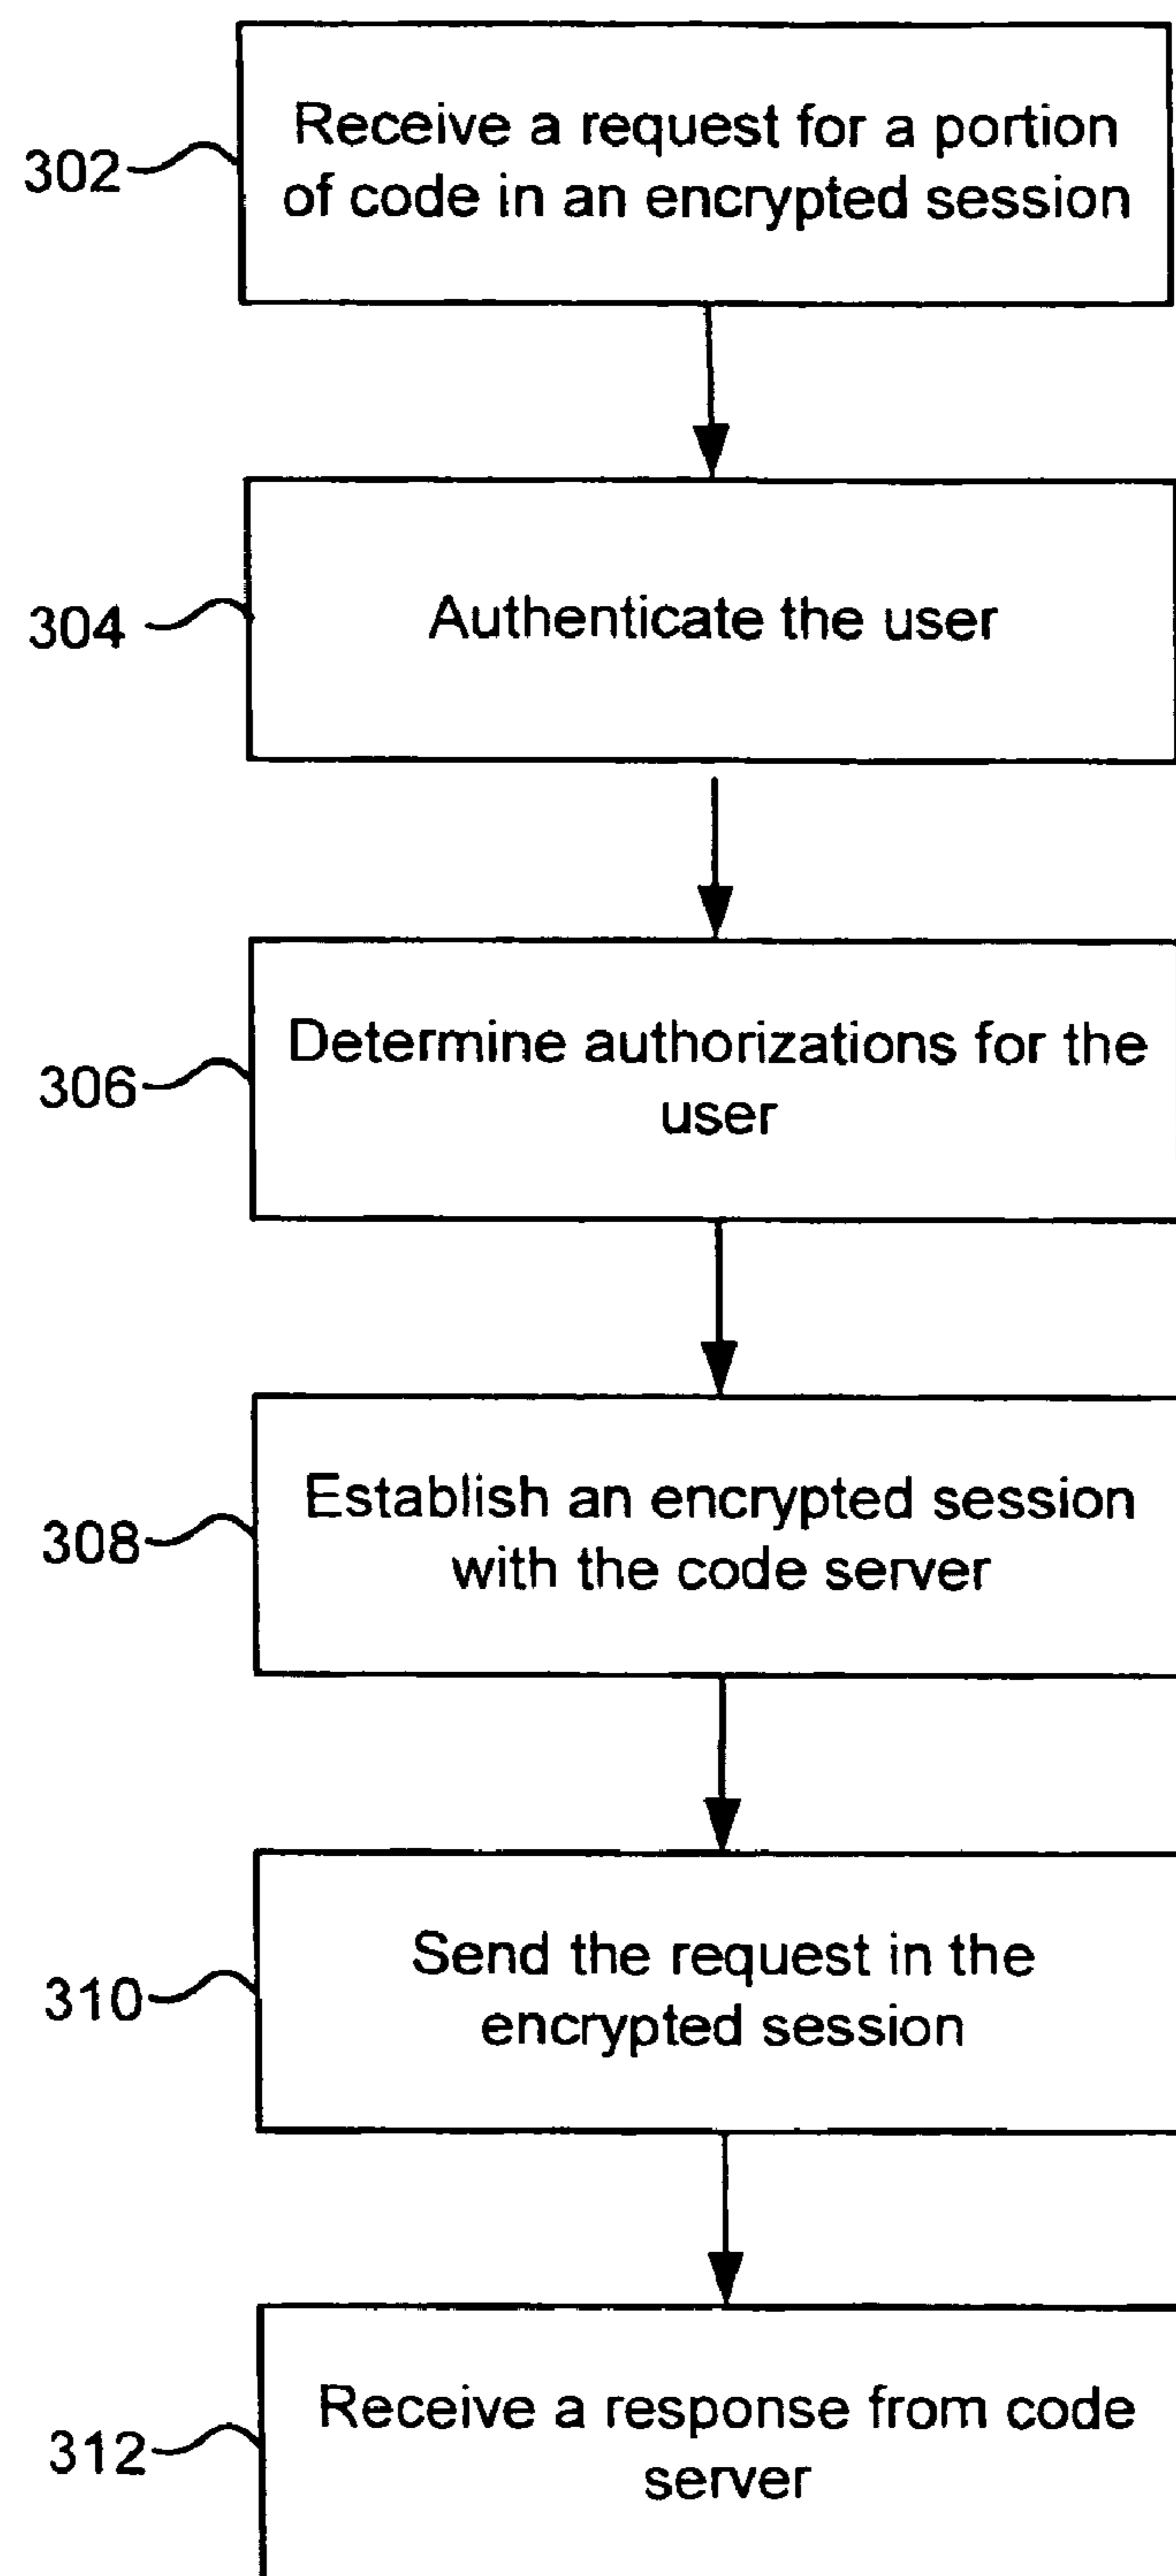 302
Receive a request for a portion
of code in an encrypted session
304
Authenticate the user
306
Determine authorizations for the
user
308
Establish an encrypted session
with the code server
310
Send the request in the
encrypted session
312
Receive a response from code
server